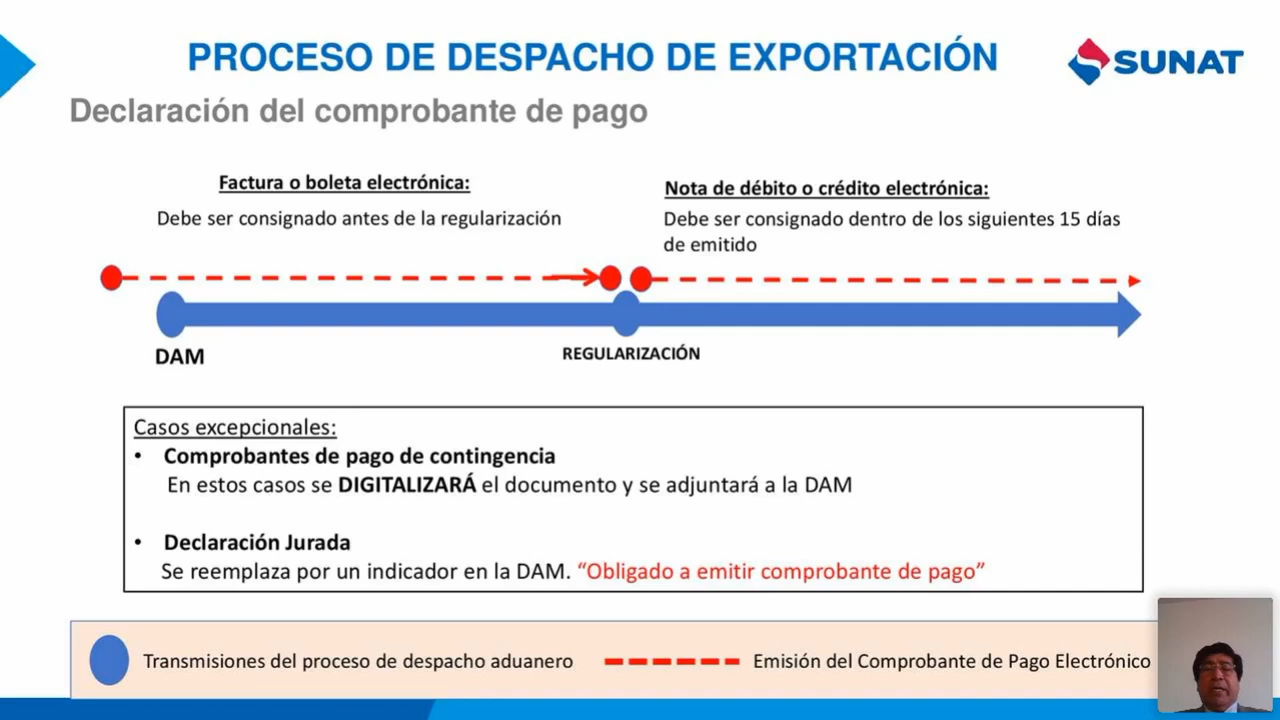 PROCESO DE DESPACHO DE EXPORTACIÓN
SUNAT
Declaración del comprobante de pago
Factura o boleta electrónica:
Debe ser consignado antes de la regularización
Nota de débito o crédito electrónica:
Debe ser consignado dentro de los siguientes 15 días
de emitido
DAM
REGULARIZACIÓN
Casos excepcionales:
• Comprobantes de pago de contingencia
En estos casos se DIGITALIZARÁ el documento y se adjuntará a la DAM
• Declaración Jurada
Se reemplaza por un indicador en la DAM. “Obligado a emitir comprobante de pago”
Transmisiones del proceso de despacho aduanero
Emisión del Comprobante de Pago Electrónico